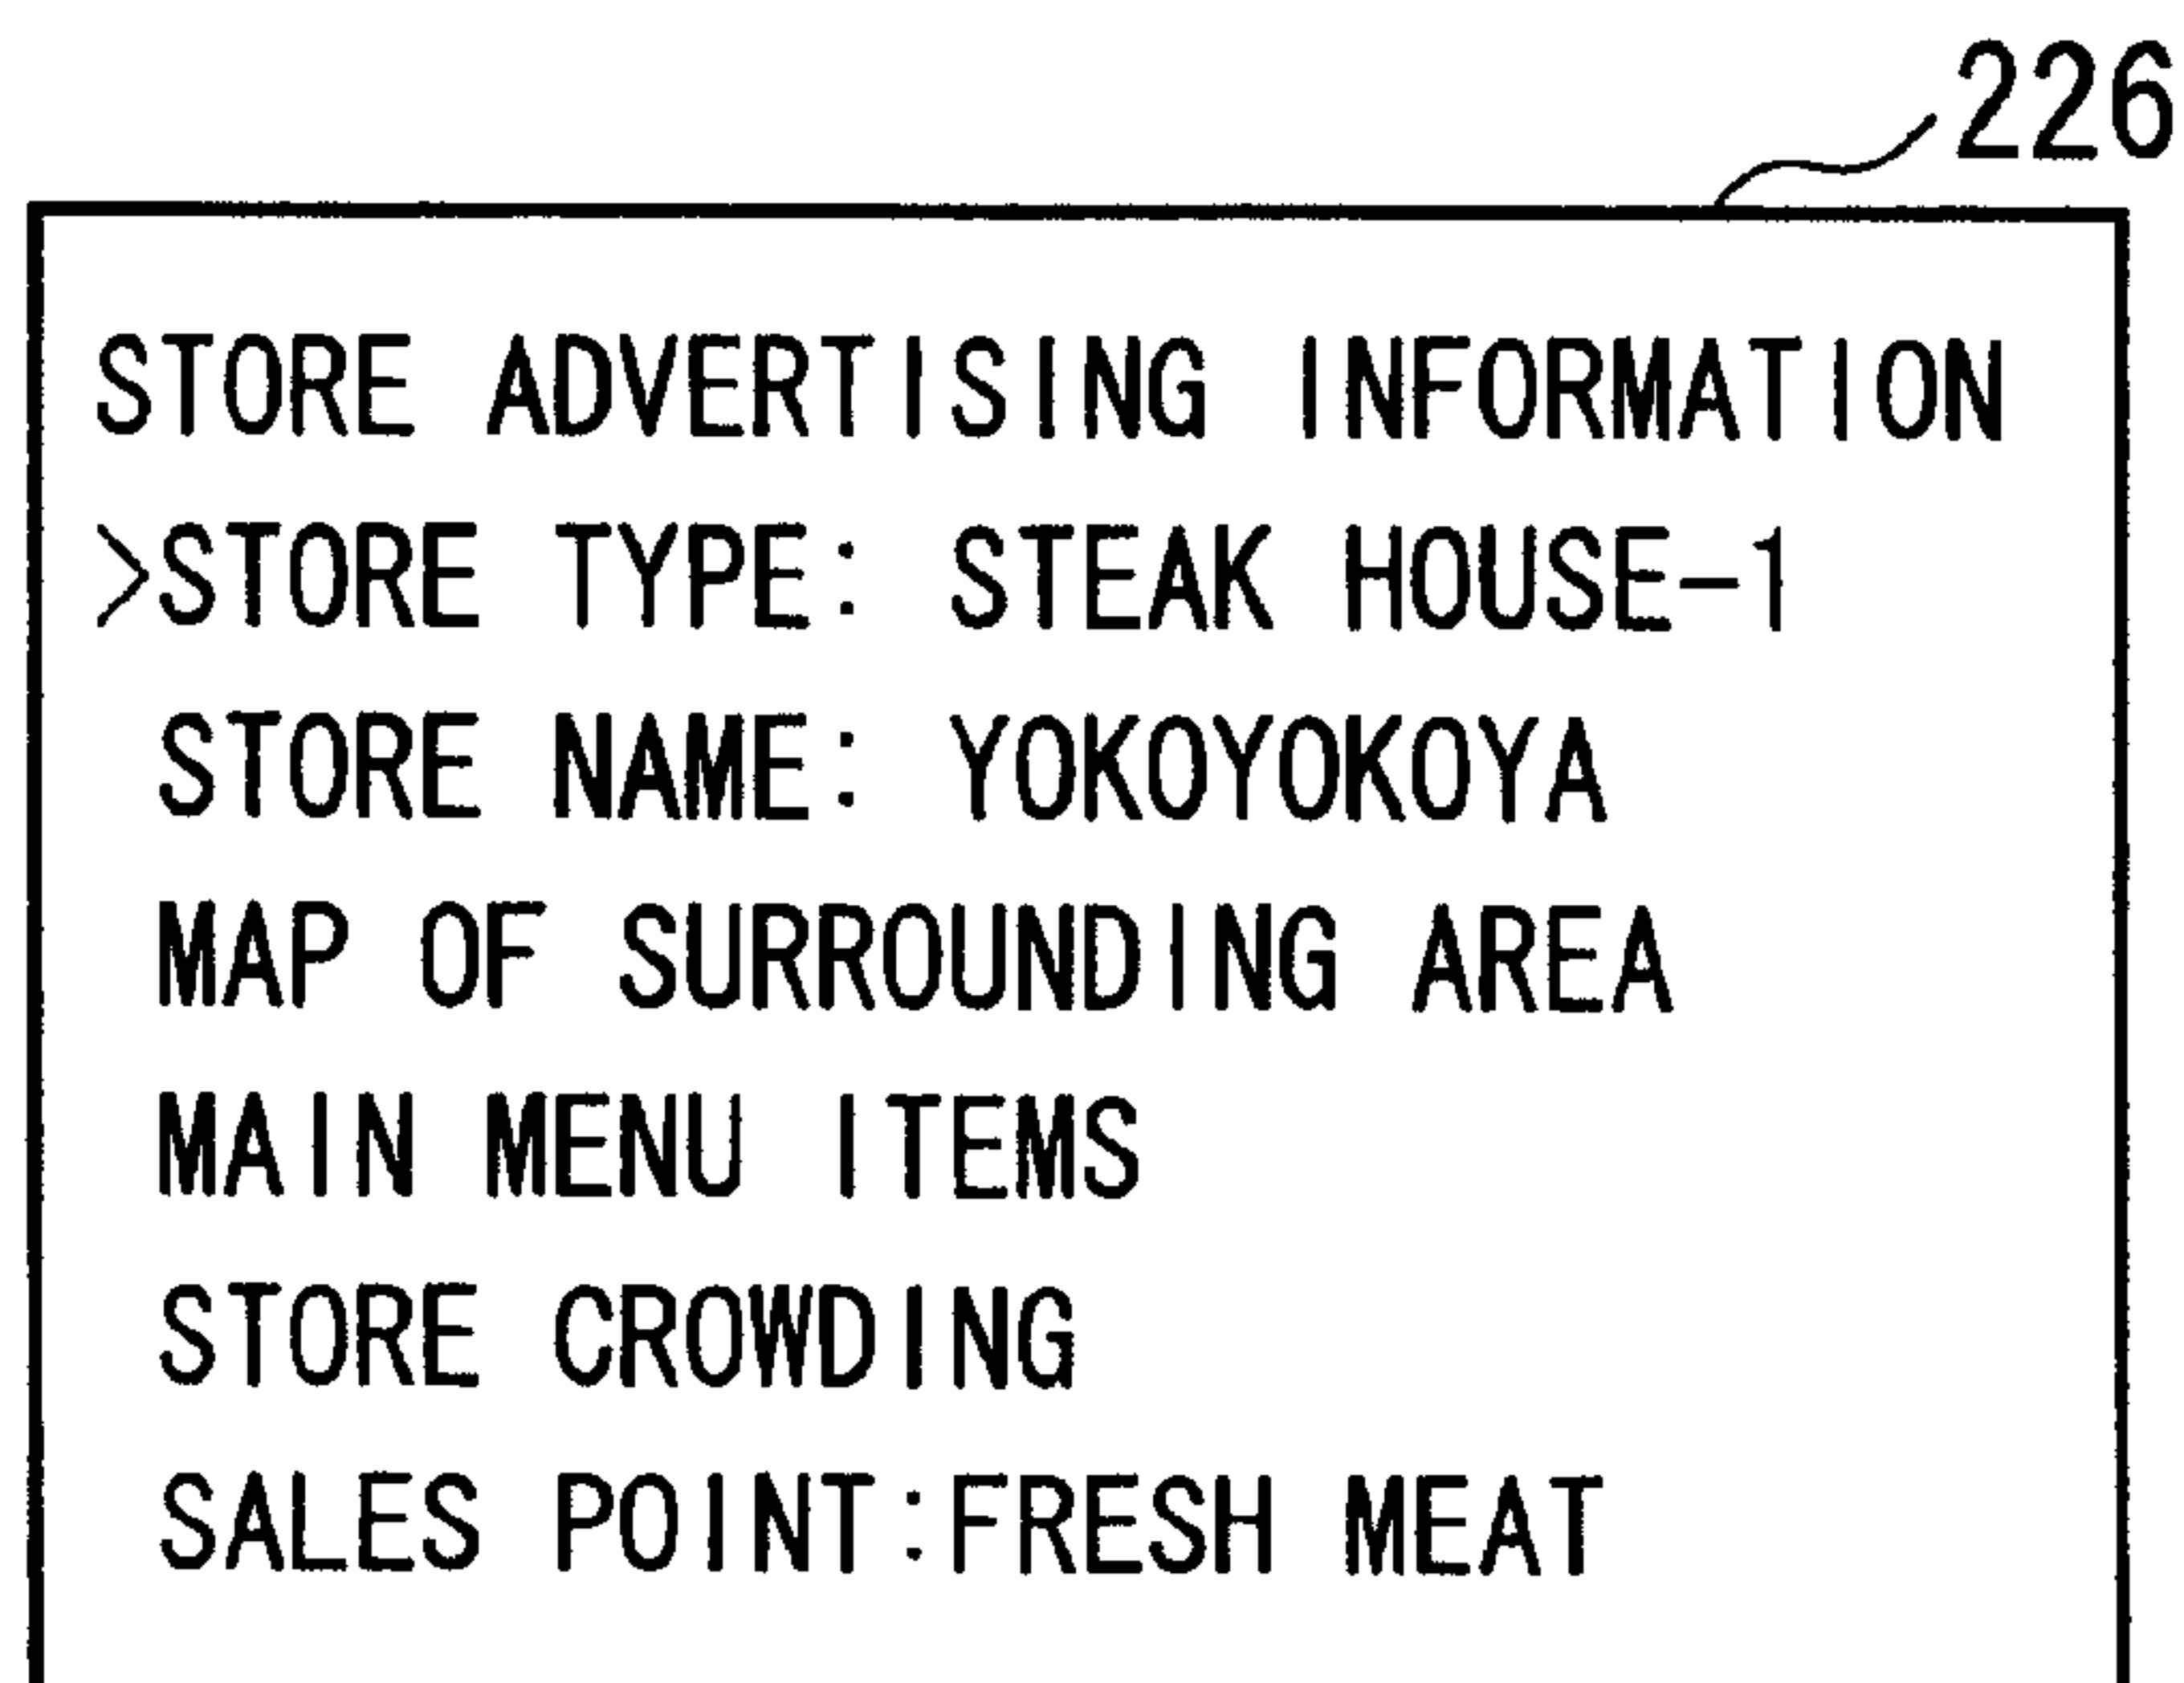 226
STORE ADVERTISING INFORMATION
>STORE TYPE: STEAK HOUSE-1
STORE NAME: YOKOYOKOYA
MAP OF SURROUNDING AREA
MAIN MENU ITEMS
STORE CROWDING
SALES POINT:FRESH MEAT